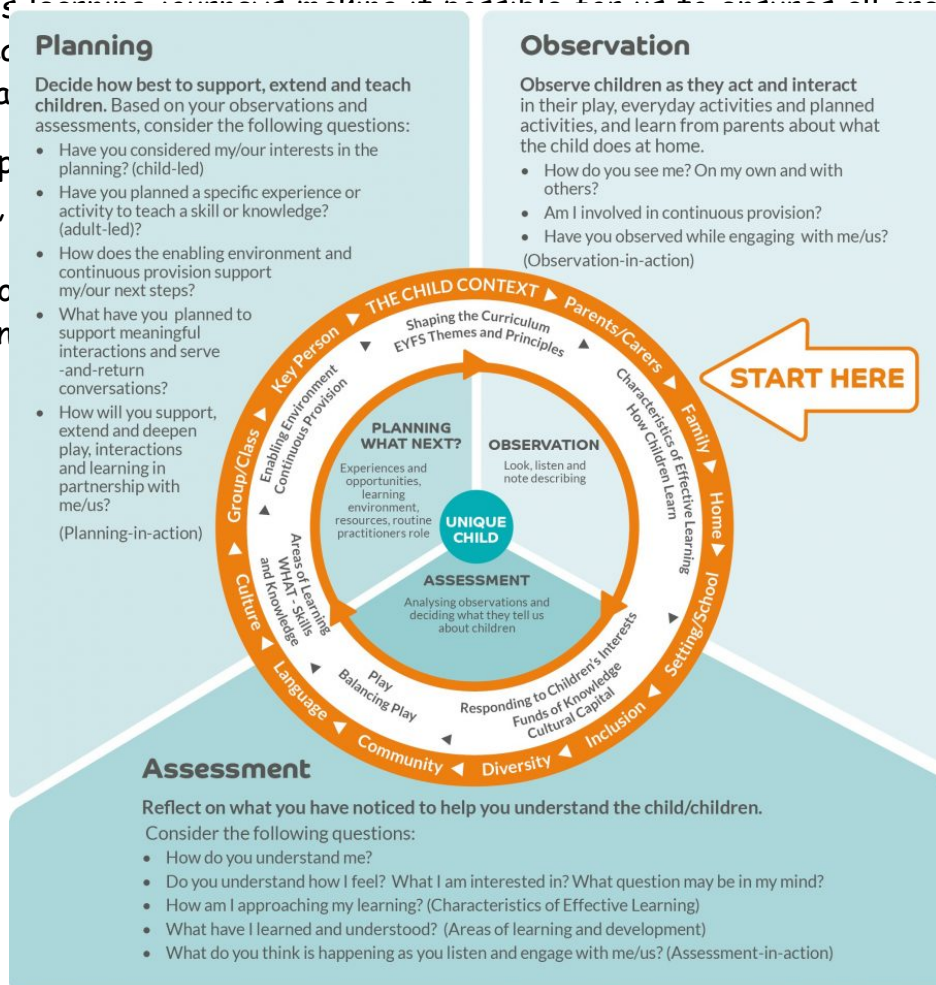 s learning journeys making it possible for us to ensured all are
Planning
Decide how best to support, extend and teach
children. Based on your observations and
assessments, consider the following questions:
• Have you considered my/our interests in the
planning? (child-led)
• Have you planned a specific experience or
activity to teach a skill or knowledge?
(adult-led)?
• How does the enabling environment and
continuous provision support
my/our next steps?
• What have you planned to
support meaningful
interactions and serve
-and-return
conversations?
• How will you support,
extend and deepen
play, interactions
and learning in
partnership with
me/us?
(Planning-in-action)
Observation
Observe children as they act and interact
in their play, everyday activities and planned
activities, and learn from parents about what
the child does at home.
• How do you see me? On my own and with
others?
• Am I involved in continuous provision?
• Have you observed while engaging with me/us?
(Observation-in-action)
START HERE
THE CHILD CONTEXT
Parents/Carers
Family
Home
Setting/School
Inclusion
Diversity
Community
Language
Culture
Group/Class
Key Person
Shaping the Curriculum
EYFS Themes and Principles
Characteristics of Effective Learning
How Children Learn
Responding to Children's Interests
Funds of Knowledge
Cultural Capital
Play
Balancing Play
Areas of Learning
WHAT - Skills
and Knowledge
Enabling Environment
Continuous Provision
PLANNING
WHAT NEXT?
Experiences and
opportunities,
learning
environment,
resources, routine
practitioners role
OBSERVATION
Look, listen and
note describing
UNIQUE
CHILD
ASSESSMENT
Analysing observations and
deciding what they tell us
about children
Assessment
Reflect on what you have noticed to help you understand the child/children.
Consider the following questions:
• How do you understand me?
• Do you understand how I feel? What I am interested in? What question may be in my mind?
• How am I approaching my learning? (Characteristics of Effective Learning)
• What have I learned and understood? (Areas of learning and development)
• What do you think is happening as you listen and engage with me/us? (Assessment-in-action)